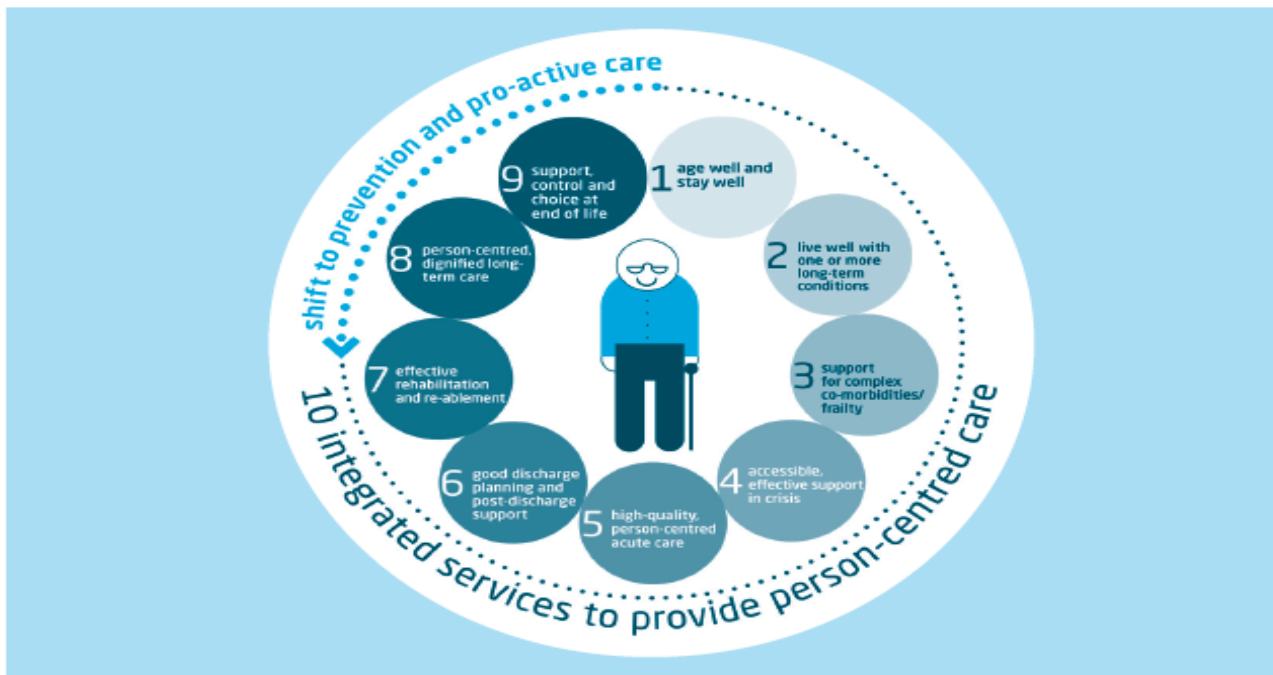 shift to prevention and pro-active care
1 age well and
stay well
2 live well with
one or more
long-term
conditions
3 support
for complex
co-morbidities/
frailty
4 accessible,
effective support
in crisis
5 high-quality,
person-centred
acute care
6 good discharge
planning and
post-discharge
support
7 effective
rehabilitation
and re-ablement
8 person-centred,
dignified long-
term care
9 support,
control and
choice at
end of life
10 integrated services to provide person-centred care